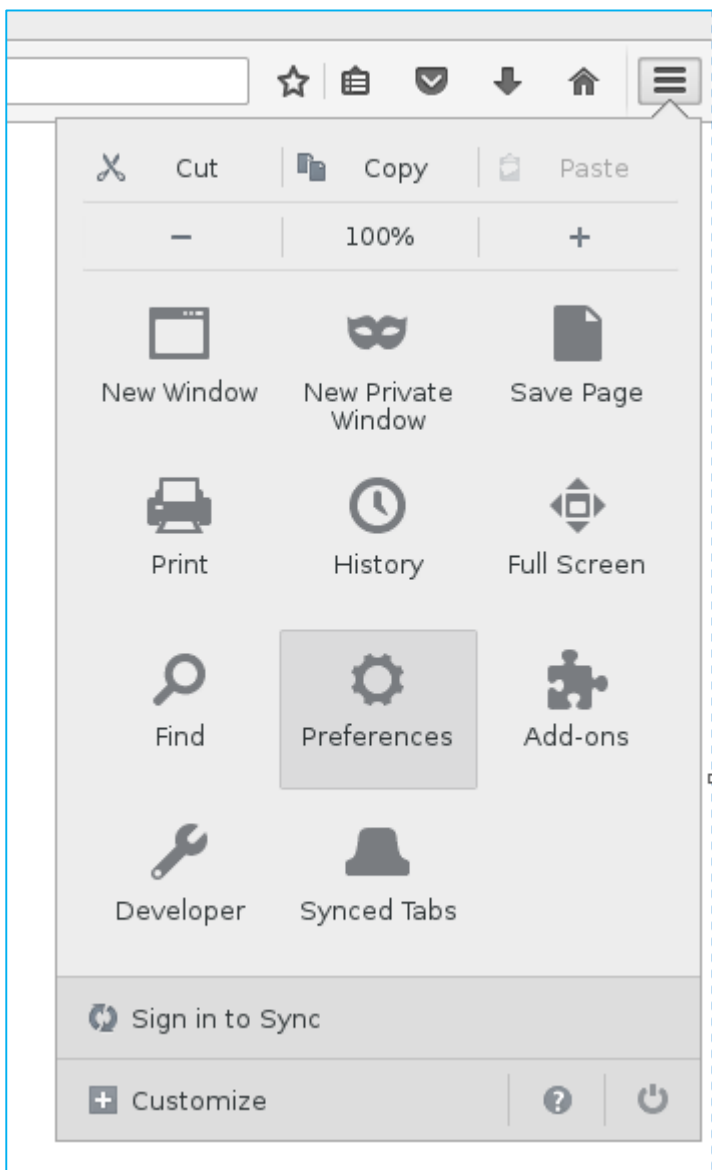 Cut Copy Paste
100%
New Window New Private Window Save Page
Print History Full Screen
Find Preferences Add-ons
Developer Synced Tabs
Sign in to Sync
Customize